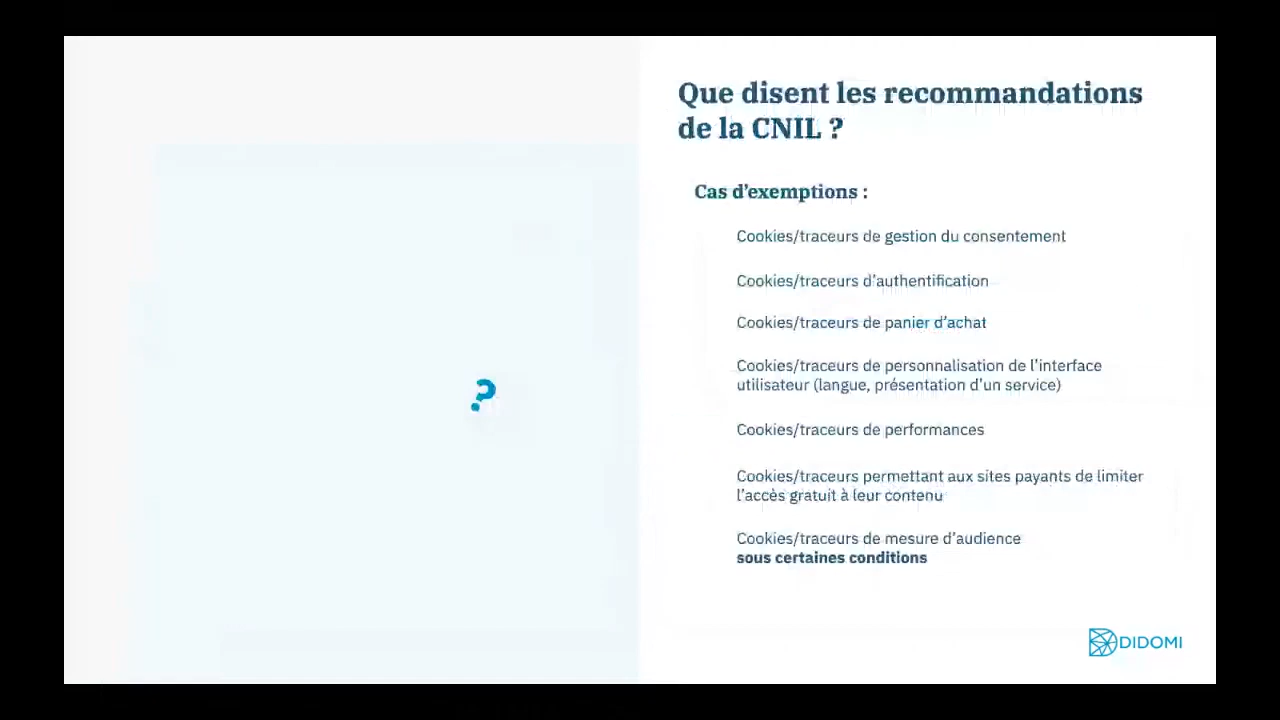 Que disent les recommandations
de la CNIL ?
Cas d'exemptions :
Cookies/traceurs de gestion du consentement
Cookies/traceurs d'authentification
Cookies/traceurs de panier d'achat
Cookies/traceurs de personnalisation de l'interface
utilisateur (langue, présentation d'un service)
?
Cookies/traceurs de performances
Cookies/traceurs permettant aux sites payants de limiter
l'accès gratuit à leur contenu
Cookies/traceurs de mesure d'audience
sous certaines conditions
DIDOMI